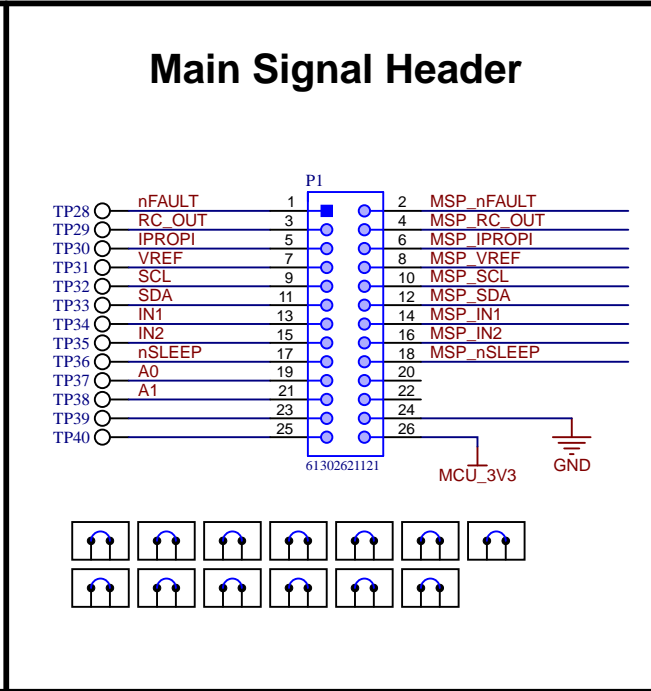 Main Signal Header
P1
TP28 nFAULT 1 2 MSP_nFAULT
TP29 RC_OUT 3 4 MSP_RC_OUT
TP30 IPROPI 5 6 MSP_IPROPI
TP31 VREF 7 8 MSP_VREF
TP32 SCL 9 10 MSP_SCL
TP33 SDA 11 12 MSP_SDA
TP34 IN1 13 14 MSP_IN1
TP35 IN2 15 16 MSP_IN2
TP36 nSLEEP 17 18 MSP_nSLEEP
TP37 A0 19 20
TP38 A1 21 22
TP39 23 24
TP40 25 26
61302621121
MCU_3V3
GND